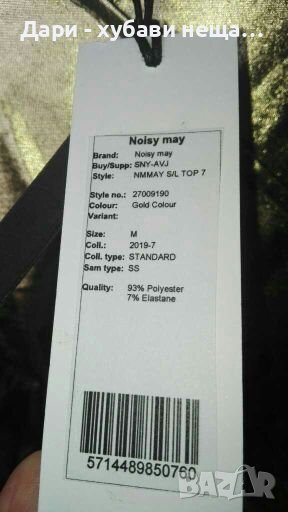 Дари - хубави неща...
Noisy may
Brand: Noisy may
Buy/Supp: SNY-AVJ
Style: NMMAY S/L TOP 7
Style no.: 27009190
Colour: Gold Colour
Variant:
Size: M
Coll.: 2019-7
Coll. type: STANDARD
Sam type: SS
Quality: 93% Polyester
7% Elastane
5714489850760
bazar